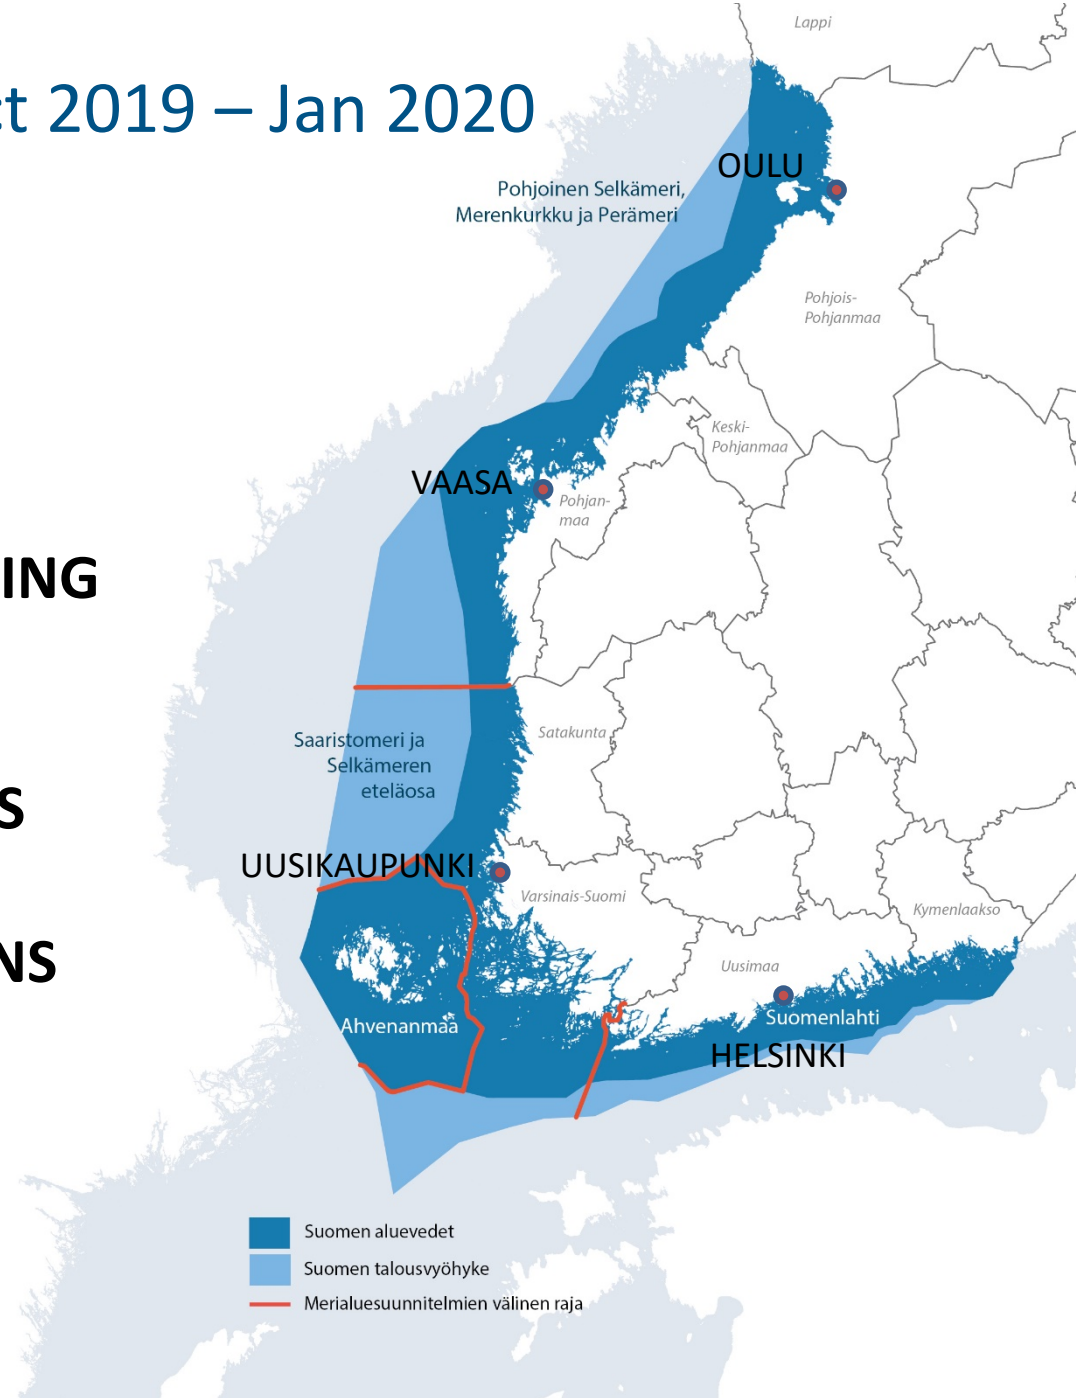 Lappi
ct 2019 – Jan 2020
OULU
Pohjoinen Selkämeri,
Merenkurkku ja Perämeri
Pohjois-
Pohjanmaa
Keski-
Pohjanmaa
VAASA
Pohjan-
maa
ING
Satakunta
Saaristomeri ja
Selkämeren
eteläosa
S
UUSIKAUPUNKI
Varsinais-Suomi
Kymenlaakso
NS
Uusimaa
Suomenlahti
Ahvenanmaa
HELSINKI
Suomen aluevedet
Suomen talousvyöhyke
Merialuesuunnitelmien välinen raja